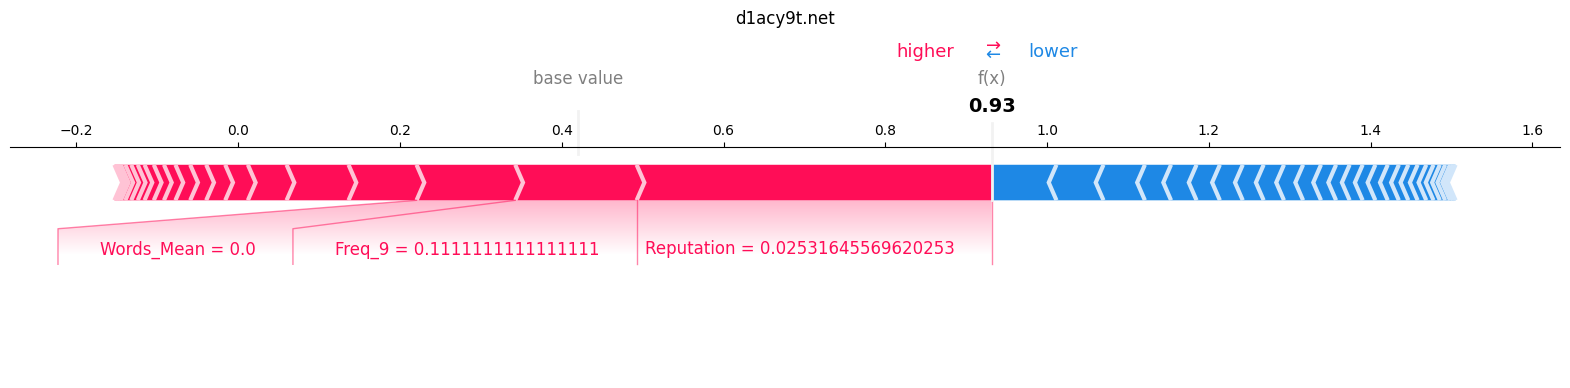 d1acy9t.net
higher → ← lower
base value f(x)
0.93
−0.2 0.0 0.2 0.4 0.6 0.8 1.0 1.2 1.4 1.6
Words_Mean = 0.0 Freq_9 = 0.1111111111111111 Reputation = 0.02531645569620253